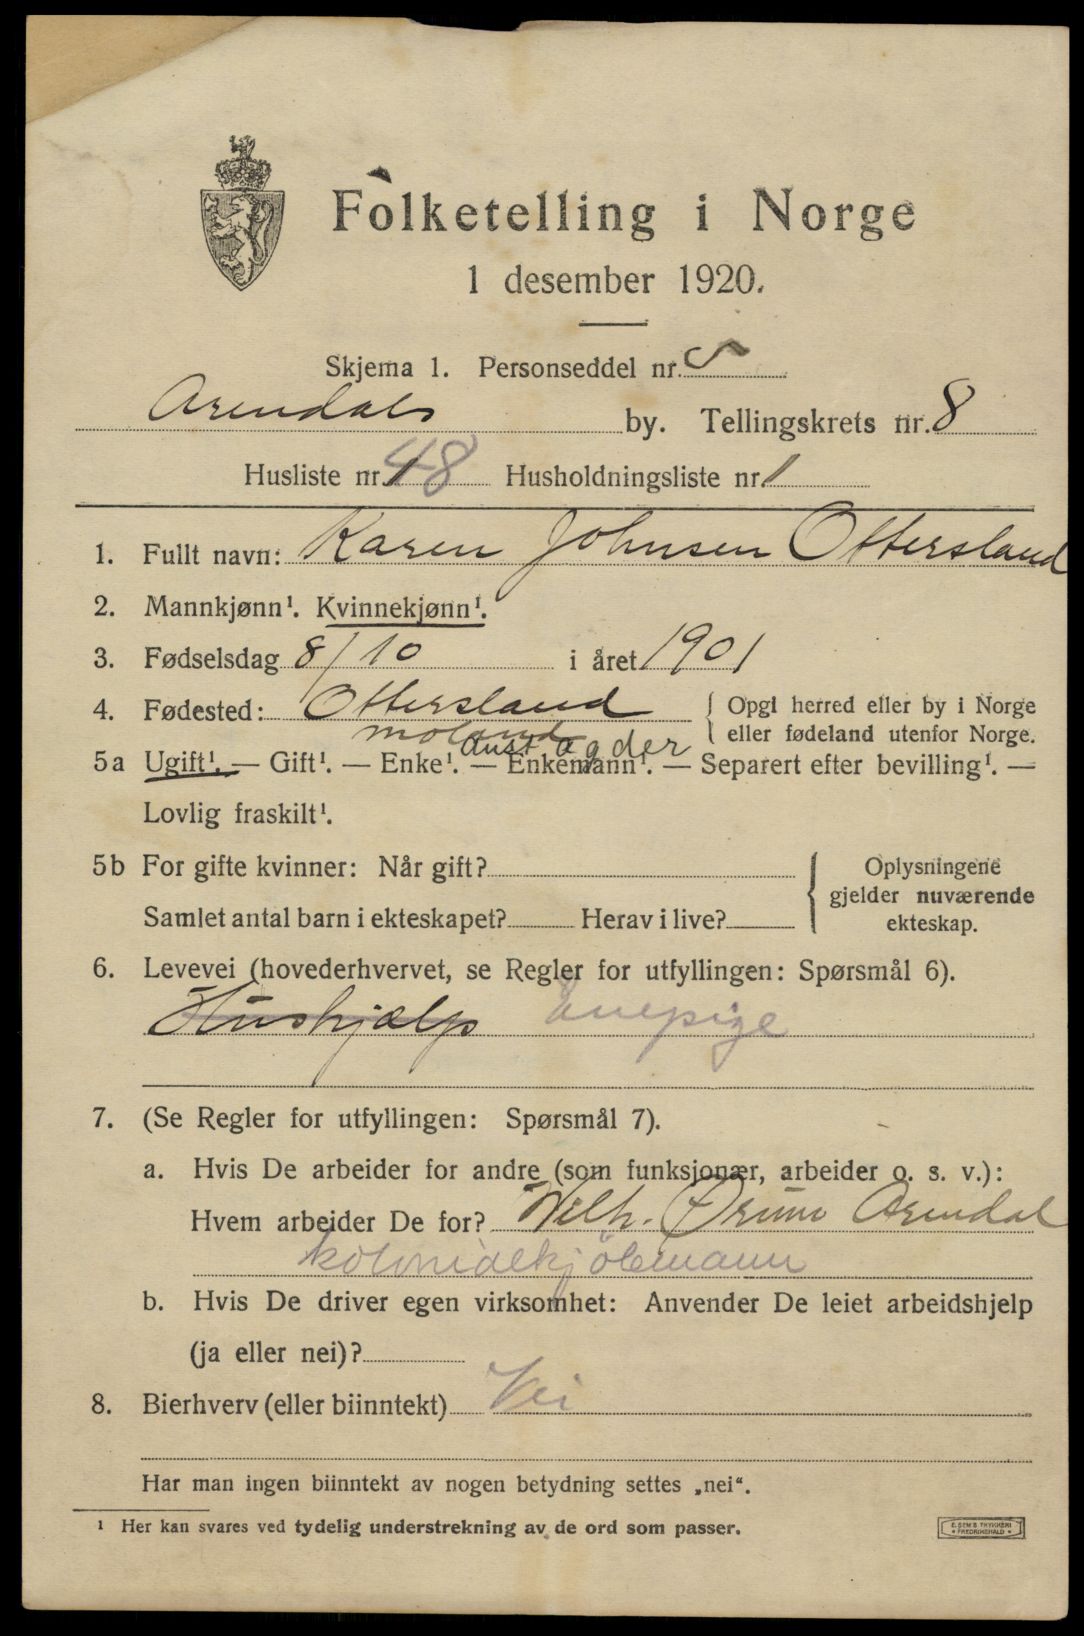 Folketelling i Norge
1 desember 1920.
Skjema 1. Personseddel nr. 5
Arendals by. Tellingskrets nr. 8
Husliste nr. 48 Husholdningsliste nr. 1
1. Fullt navn: Karen Johnsen Ottersland
2. Mannkjønn¹. Kvinnekjønn¹.
3. Fødselsdag 8/10 i året 1901
4. Fødested: Ottersland { Opgi herred eller by i Norge
moland { eller fødeland utenfor Norge.
Aust-agder
5a Ugift¹. — Gift¹. — Enke¹. — Enkemann¹. — Separert efter bevilling¹. —
Lovlig fraskilt¹.
5b For gifte kvinner: Når gift? { Oplysningene
gjelder nuværende
Samlet antal barn i ekteskapet? Herav i live? ekteskap.
6. Levevei (hovederhvervet, se Regler for utfyllingen: Spørsmål 6).
Hushjælp Enepige
7. (Se Regler for utfyllingen: Spørsmål 7).
a. Hvis De arbeider for andre (som funksjonær, arbeider o. s. v.):
Hvem arbeider De for? Wilh. Arendal
kolonialkjöbmann
b. Hvis De driver egen virksomhet: Anvender De leiet arbeidshjelp
(ja eller nei)?
8. Bierhverv (eller biinntekt) Nei
Har man ingen biinntekt av nogen betydning settes „nei“.
¹ Her kan svares ved tydelig understrekning av de ord som passer.
E. SEMS TRYKKERI
• FREDRIKSHALD •